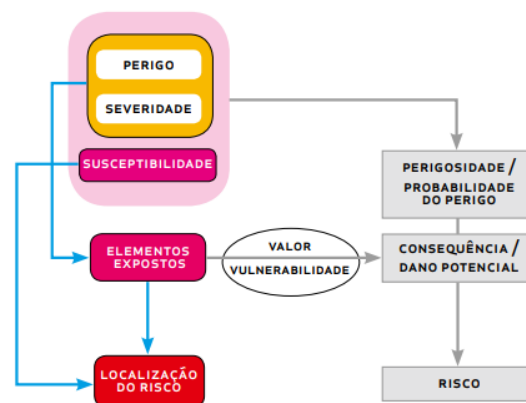 PERIGO
SEVERIDADE
SUSCEPTIBILIDADE
PERIGOSIDADE /
PROBABILIDADE
DO PERIGO
ELEMENTOS
EXPOSTOS
VALOR
VULNERABILIDADE
CONSEQUÊNCIA /
DANO POTENCIAL
LOCALIZAÇÃO
DO RISCO
RISCO